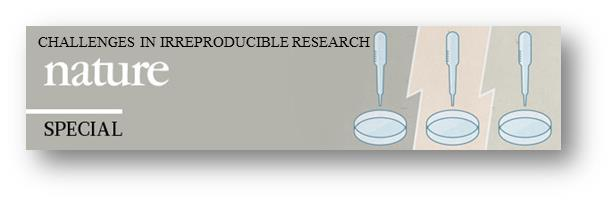 CHALLENGES IN IRREPRODUCIBLE RESEARCH
nature
SPECIAL